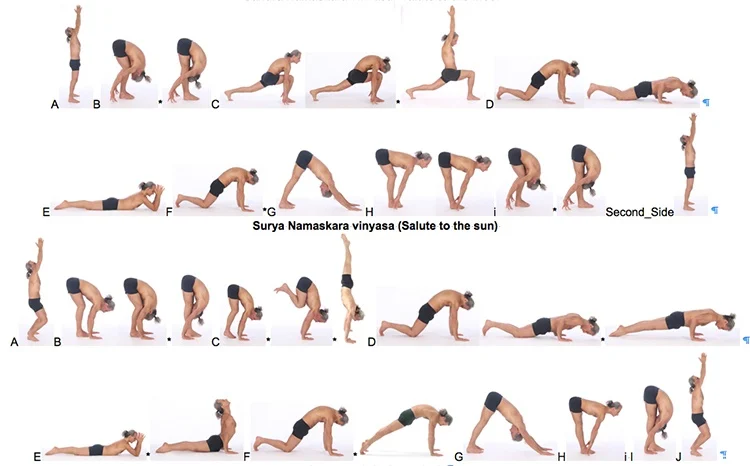 A B * C * D ¶
E F * G H i * Second_Side ¶
Surya Namaskara vinyasa (Salute to the sun)
A B * C * * D * ¶
E * F * G H i I J ¶